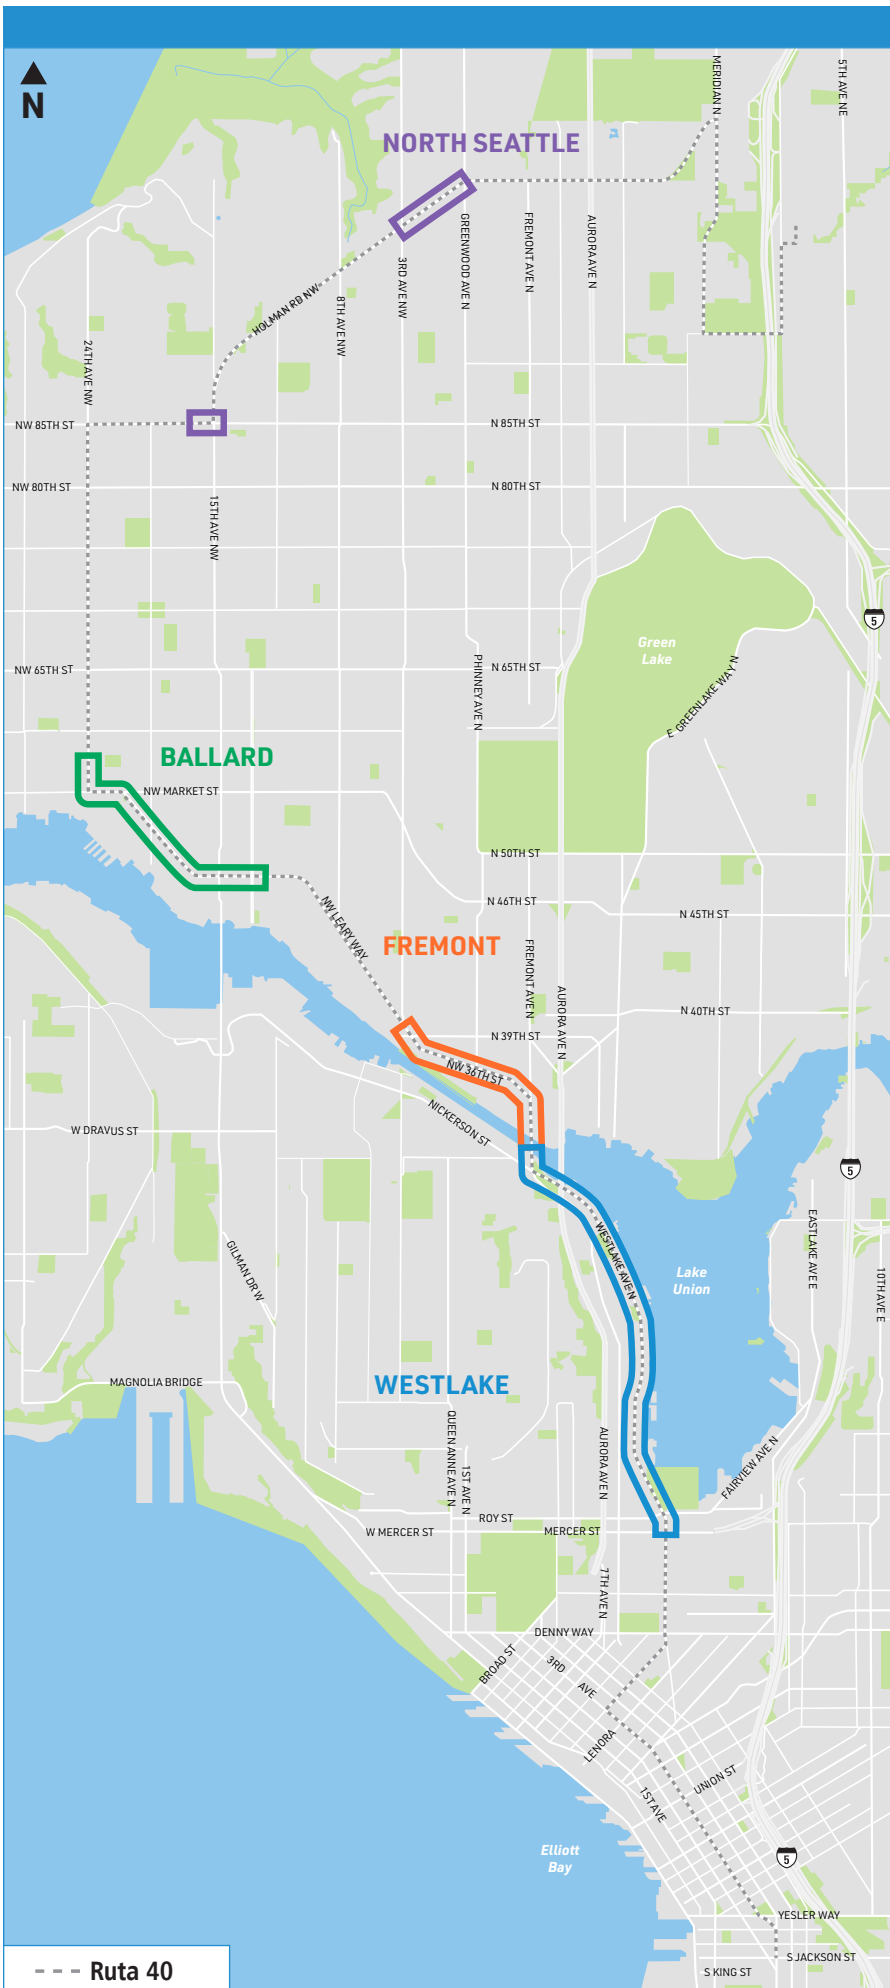 N
MERIDIAN N
5TH AVE NE
NORTH SEATTLE
GREENWOOD AVE N
FREMONT AVE N
AURORA AVE N
3RD AVE NW
HOLMAN RD NW
8TH AVE NW
24TH AVE NW
NW 85TH ST
N 85TH ST
NW 80TH ST
N 80TH ST
15TH AVE NW
5
Green
Lake
NW 65TH ST
N 65TH ST
PHINNEY AVE N
E GREENLAKE WAY N
BALLARD
NW MARKET ST
N 50TH ST
N 46TH ST
N 45TH ST
NW LEARY WAY
FREMONT
FREMONT AVE N
AURORA AVE N
N 40TH ST
N 39TH ST
NW 36TH ST
NICKERSON ST
W DRAVUS ST
5
EASTLAKE AVE E
10TH AVE E
GILMAN DR W
WESTLAKE AVE N
Lake
Union
MAGNOLIA BRIDGE
WESTLAKE
QUEEN ANNE AVE N
1ST AVE N
AURORA AVE N
FAIRVIEW AVE N
ROY ST
W MERCER ST
MERCER ST
7TH AVE N
DENNY WAY
BROAD ST
3RD AVE
LENORA
UNION ST
1ST AVE
Elliott
Bay
5
YESLER WAY
S JACKSON ST
S KING ST
Ruta 40